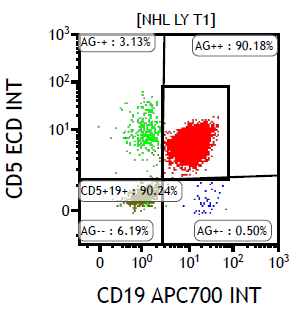 [NHL LY T1]
AG-+ : 3.13%
AG++ : 90.18%
CD5+19+ : 90.24%
AG-- : 6.19%
AG+- : 0.50%
CD5 ECD INT
10³
10²
10¹
0
0
10⁰
10¹
10²
10³
CD19 APC700 INT